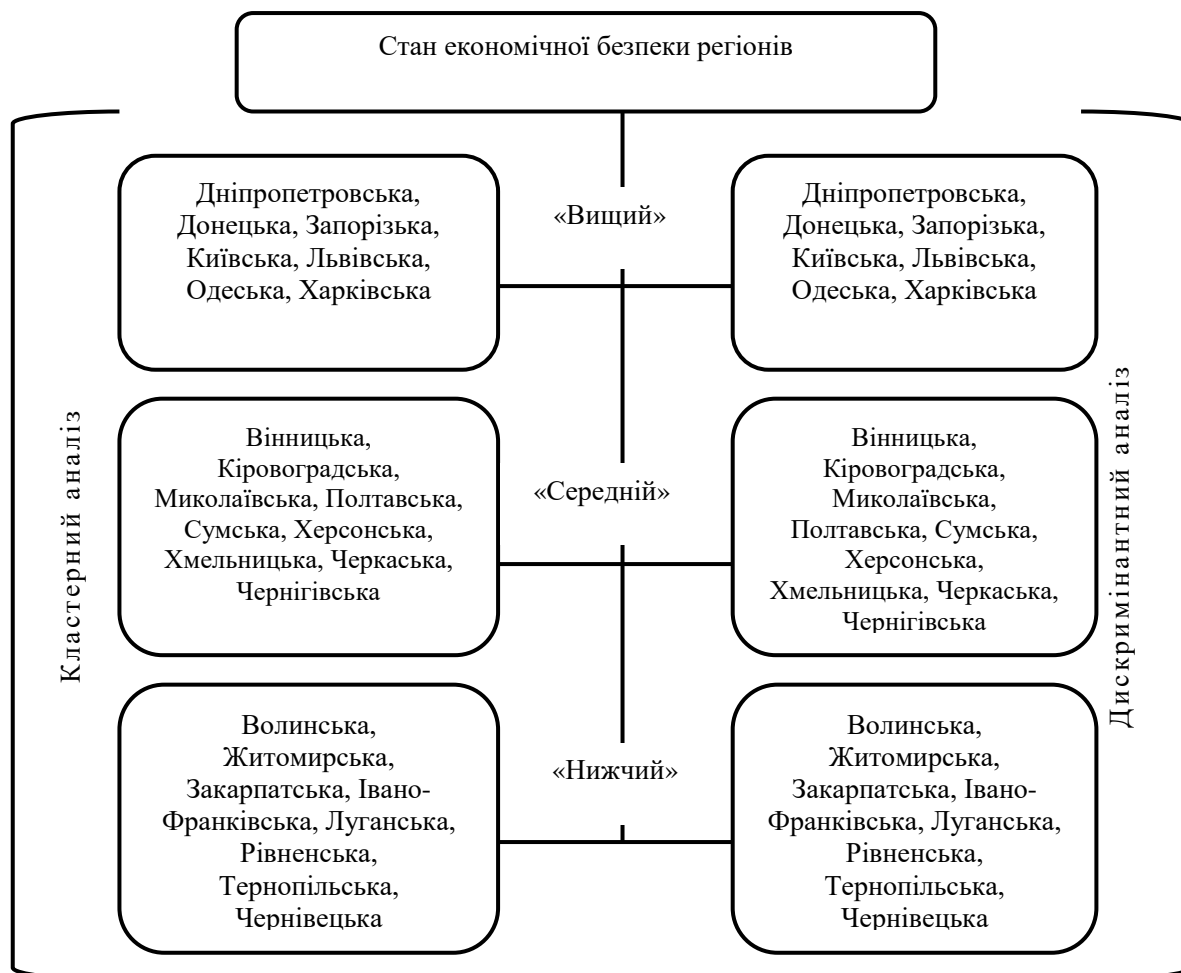 Стан економічної безпеки регіонів
Кластерний аналіз
Дніпропетровська,
Донецька, Запорізька,
Київська, Львівська,
Одеська, Харківська
«Вищий»
Дніпропетровська,
Донецька, Запорізька,
Київська, Львівська,
Одеська, Харківська
Вінницька,
Кіровоградська,
Миколаївська, Полтавська,
Сумська, Херсонська,
Хмельницька, Черкаська,
Чернігівська
«Середній»
Вінницька,
Кіровоградська,
Миколаївська,
Полтавська, Сумська,
Херсонська,
Хмельницька, Черкаська,
Чернігівська
Волинська,
Житомирська,
Закарпатська, Івано-
Франківська, Луганська,
Рівненська,
Тернопільська,
Чернівецька
«Нижчий»
Волинська,
Житомирська,
Закарпатська, Івано-
Франківська, Луганська,
Рівненська,
Тернопільська,
Чернівецька
Дискримінантний аналіз